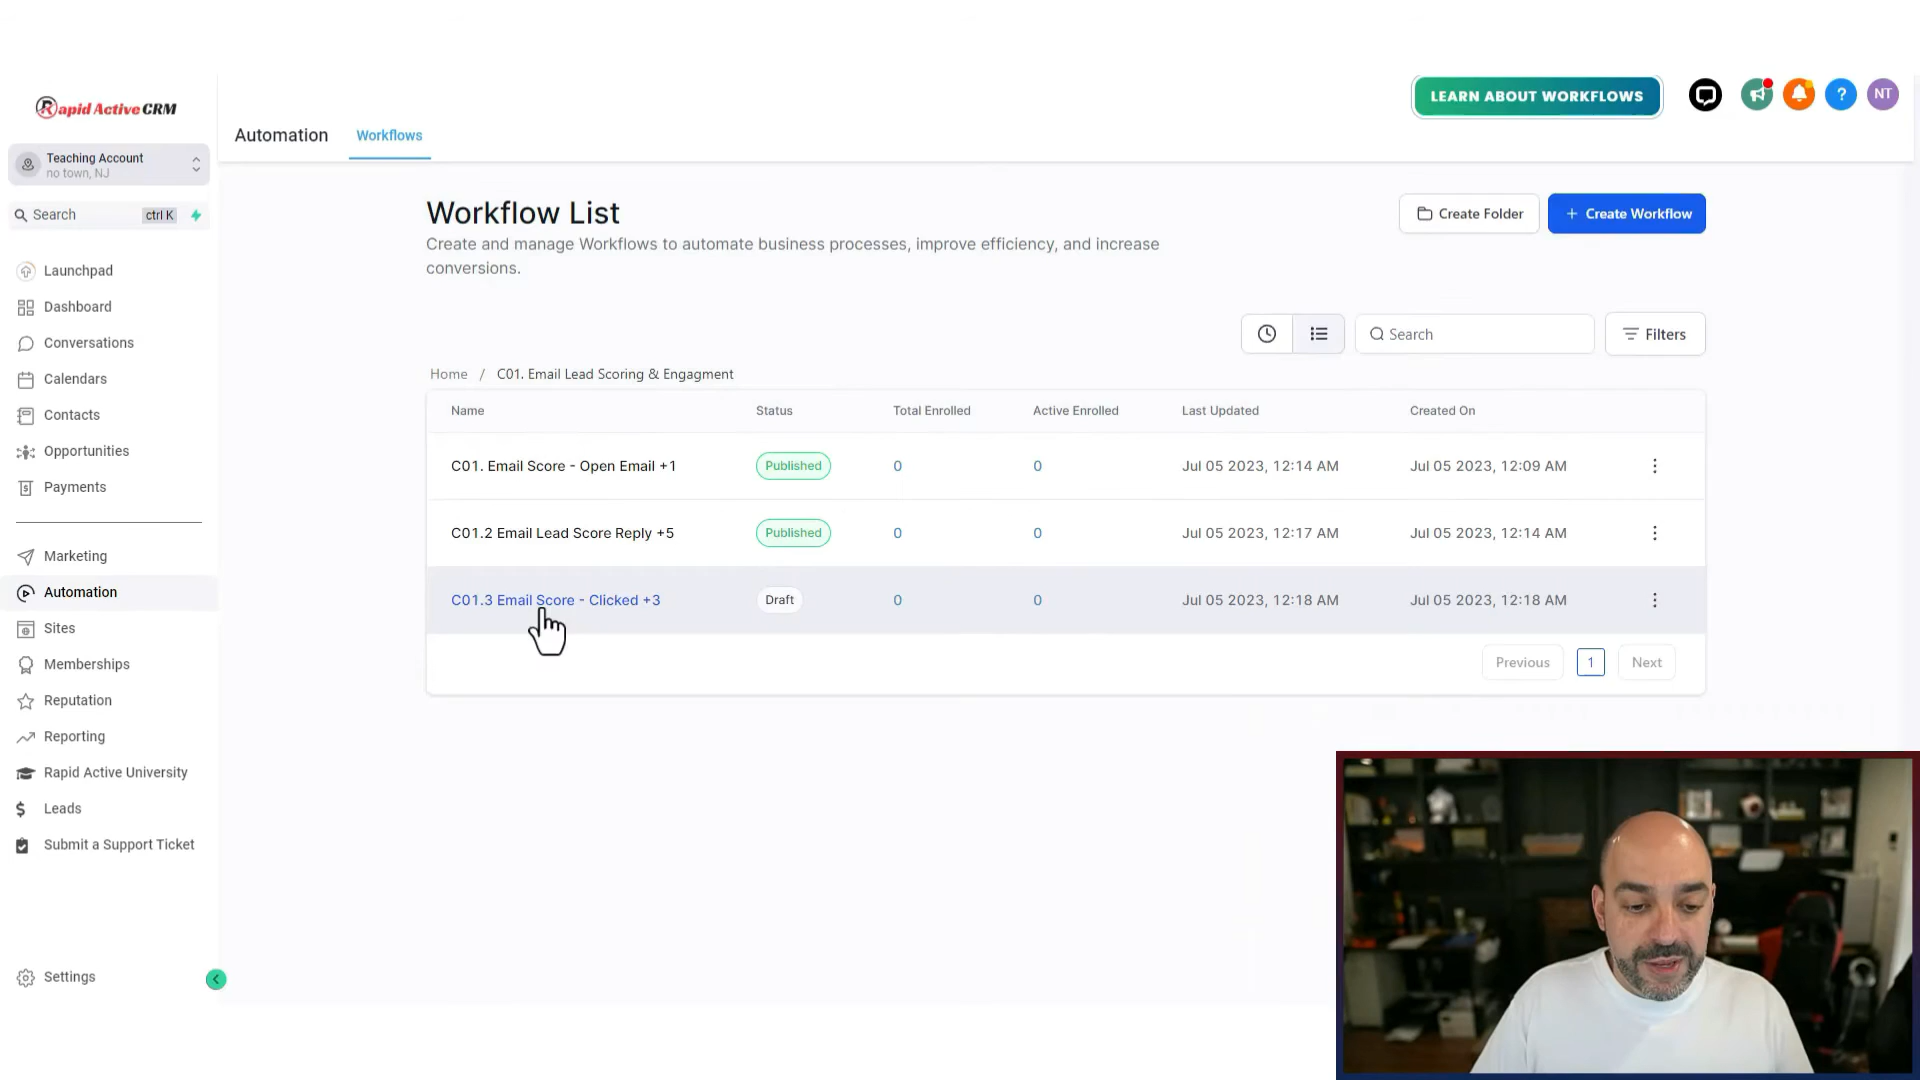 Rapid Active CRM
LEARN ABOUT WORKFLOWS
?
NT
Automation
Workflows
Teaching Account
no town, NJ
Search
ctrl K
Launchpad
Dashboard
Conversations
Calendars
Contacts
Opportunities
Payments
Marketing
Automation
Sites
Memberships
Reputation
Reporting
Rapid Active University
Leads
Submit a Support Ticket
Settings
Workflow List
Create and manage Workflows to automate business processes, improve efficiency, and increase
conversions.
Create Folder
+ Create Workflow
Search
Filters
Home / C01. Email Lead Scoring & Engagment
Name Status Total Enrolled Active Enrolled Last Updated Created On
C01. Email Score - Open Email +1 Published 0 0 Jul 05 2023, 12:14 AM Jul 05 2023, 12:09 AM
C01.2 Email Lead Score Reply +5 Published 0 0 Jul 05 2023, 12:17 AM Jul 05 2023, 12:14 AM
C01.3 Email Score - Clicked +3 Draft 0 0 Jul 05 2023, 12:18 AM Jul 05 2023, 12:18 AM
Previous 1 Next